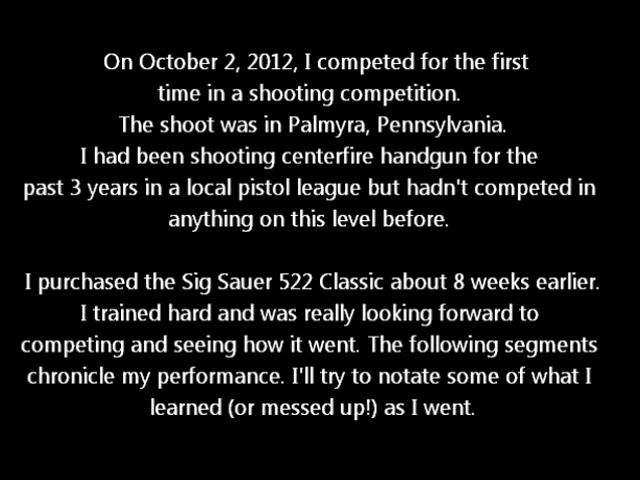 On October 2, 2012, I competed for the first
time in a shooting competition.
The shoot was in Palmyra, Pennsylvania.
I had been shooting centerfire handgun for the
past 3 years in a local pistol league but hadn't competed in
anything on this level before.
I purchased the Sig Sauer 522 Classic about 8 weeks earlier.
I trained hard and was really looking forward to
competing and seeing how it went. The following segments
chronicle my performance. I'll try to notate some of what I
learned (or messed up!) as I went.